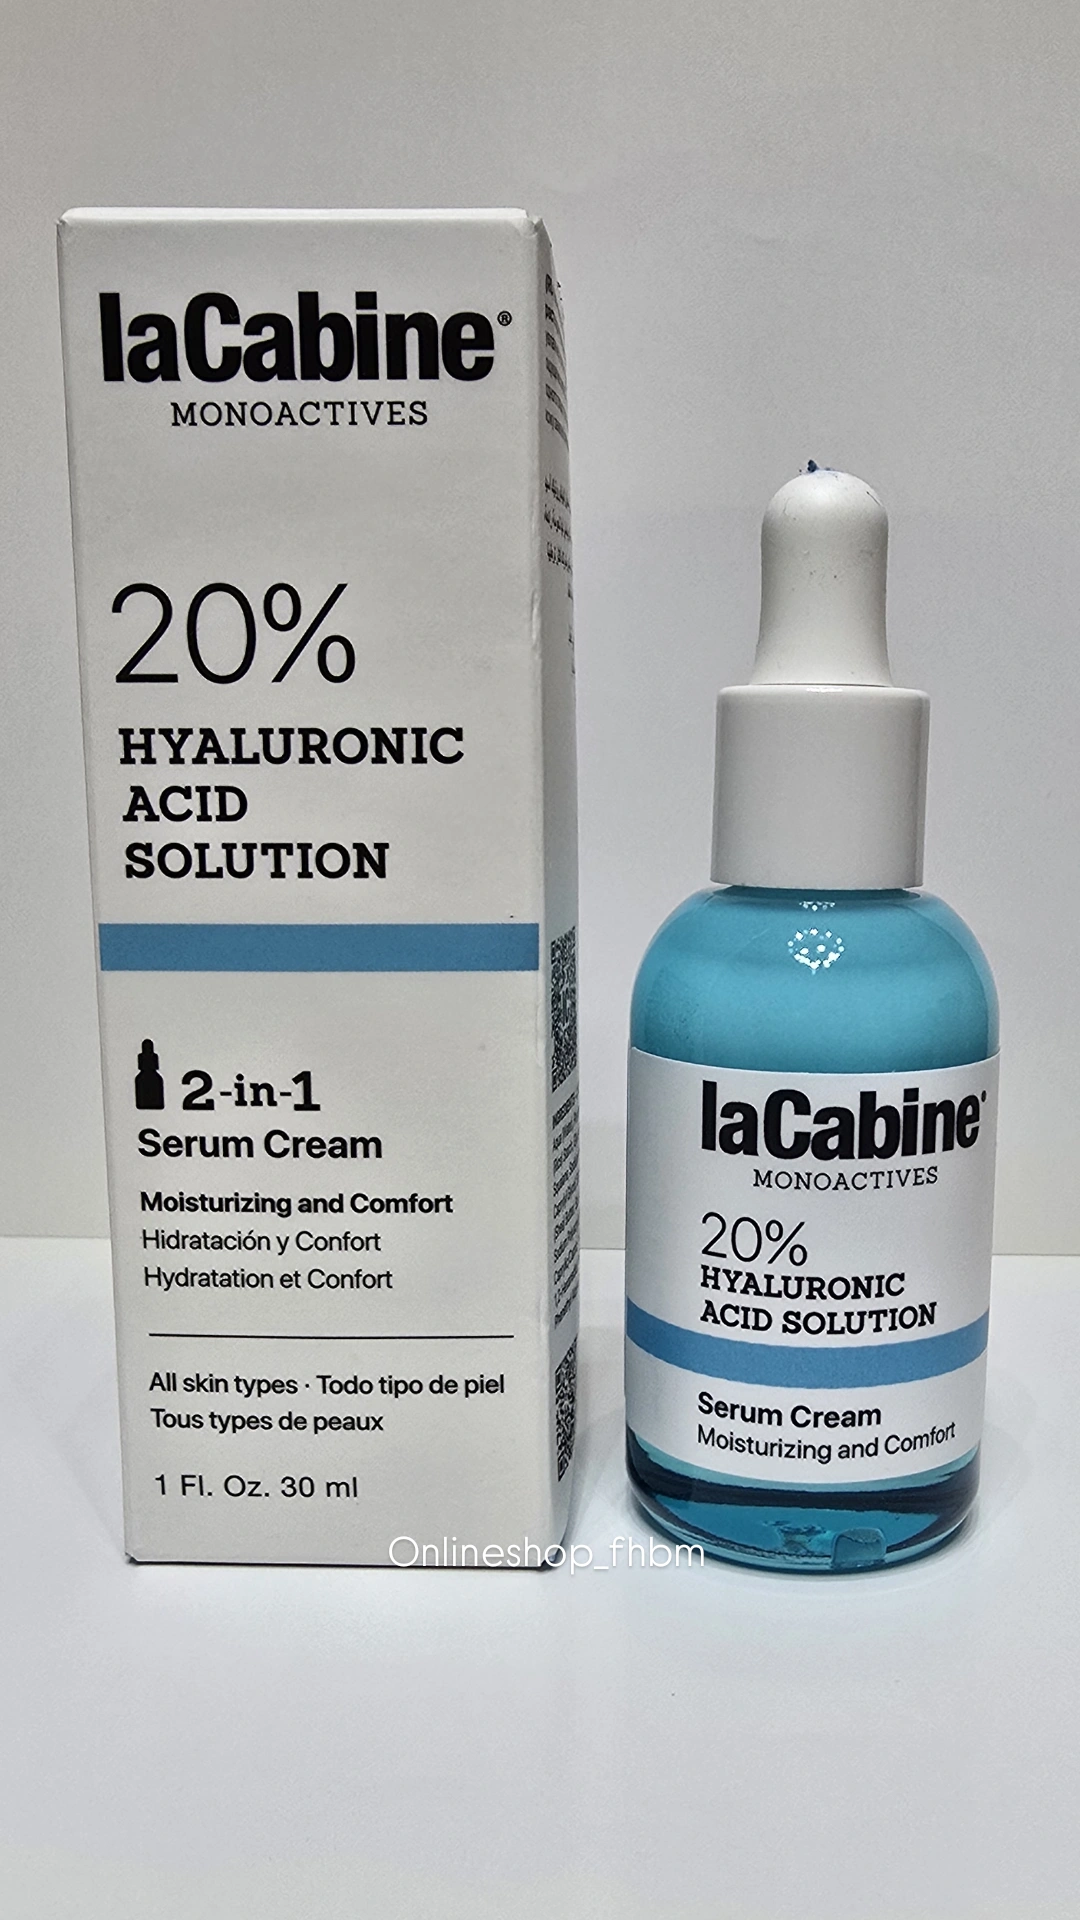 laCabine®
MONOACTIVES
20%
HYALURONIC
ACID
SOLUTION
2-in-1
Serum Cream
Moisturizing and Comfort
Hidratación y Confort
Hydratation et Confort
All skin types · Todo tipo de piel
Tous types de peaux
1 Fl. Oz. 30 ml
laCabine®
MONOACTIVES
20%
HYALURONIC
ACID SOLUTION
Serum Cream
Moisturizing and Comfort
Onlineshop_fhbm